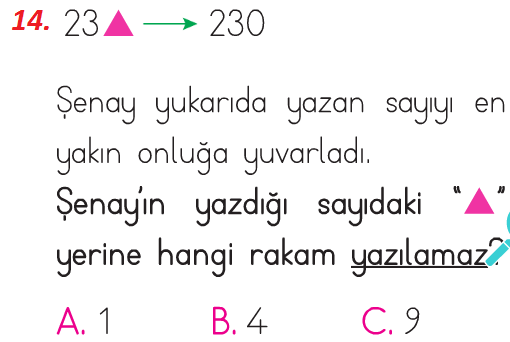 14. 23▲ → 230
Şenay yukarıda yazan sayıyı en
yakın onluğa yuvarladı.
Şenay'ın yazdığı sayıdaki “▲”
yerine hangi rakam yazılamaz?
A. 1 B. 4 C. 9